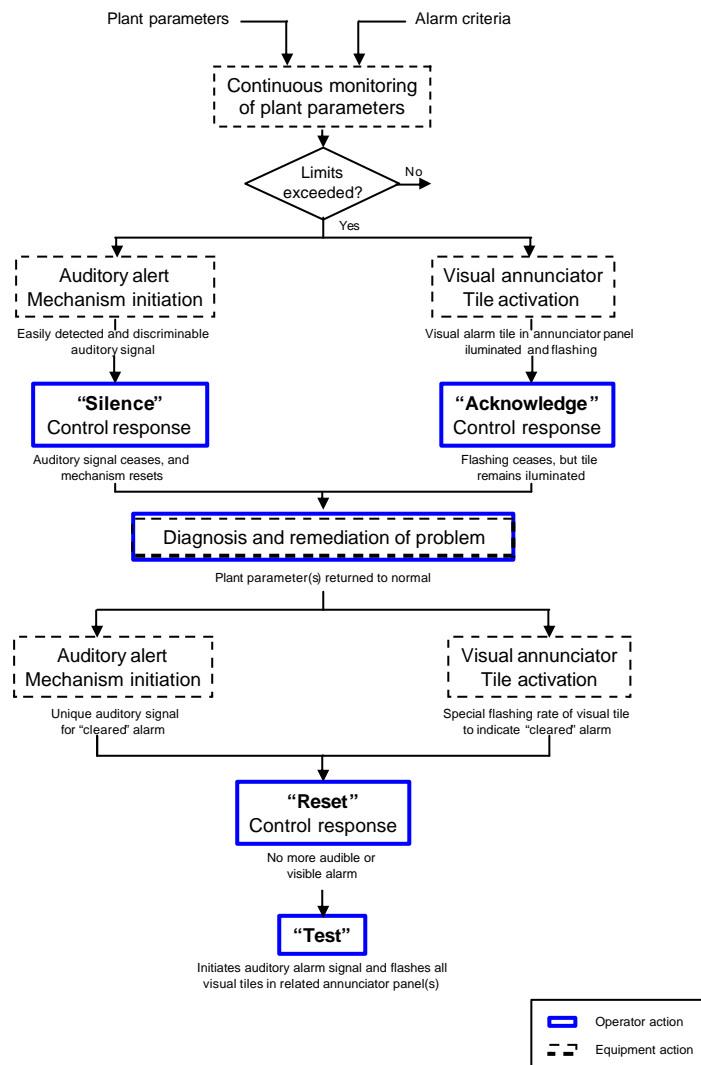 Plant parameters
Alarm criteria
Continuous monitoring
of plant parameters
Limits
exceeded?
No
Yes
Auditory alert
Mechanism initiation
Visual annunciator
Tile activation
Easily detected and discriminable
auditory signal
Visual alarm tile in annunciator panel
iluminated and flashing
“Silence”
Control response
“Acknowledge”
Control response
Auditory signal ceases, and
mechanism resets
Flashing ceases, but tile
remains iluminated
Diagnosis and remediation of problem
Plant parameter(s) returned to normal
Auditory alert
Mechanism initiation
Visual annunciator
Tile activation
Unique auditory signal
for “cleared” alarm
Special flashing rate of visual tile
to indicate “cleared” alarm
“Reset”
Control response
No more audible or
visible alarm
“Test”
Initiates auditory alarm signal and flashes all
visual tiles in related annunciator panel(s)
Operator action
Equipment action